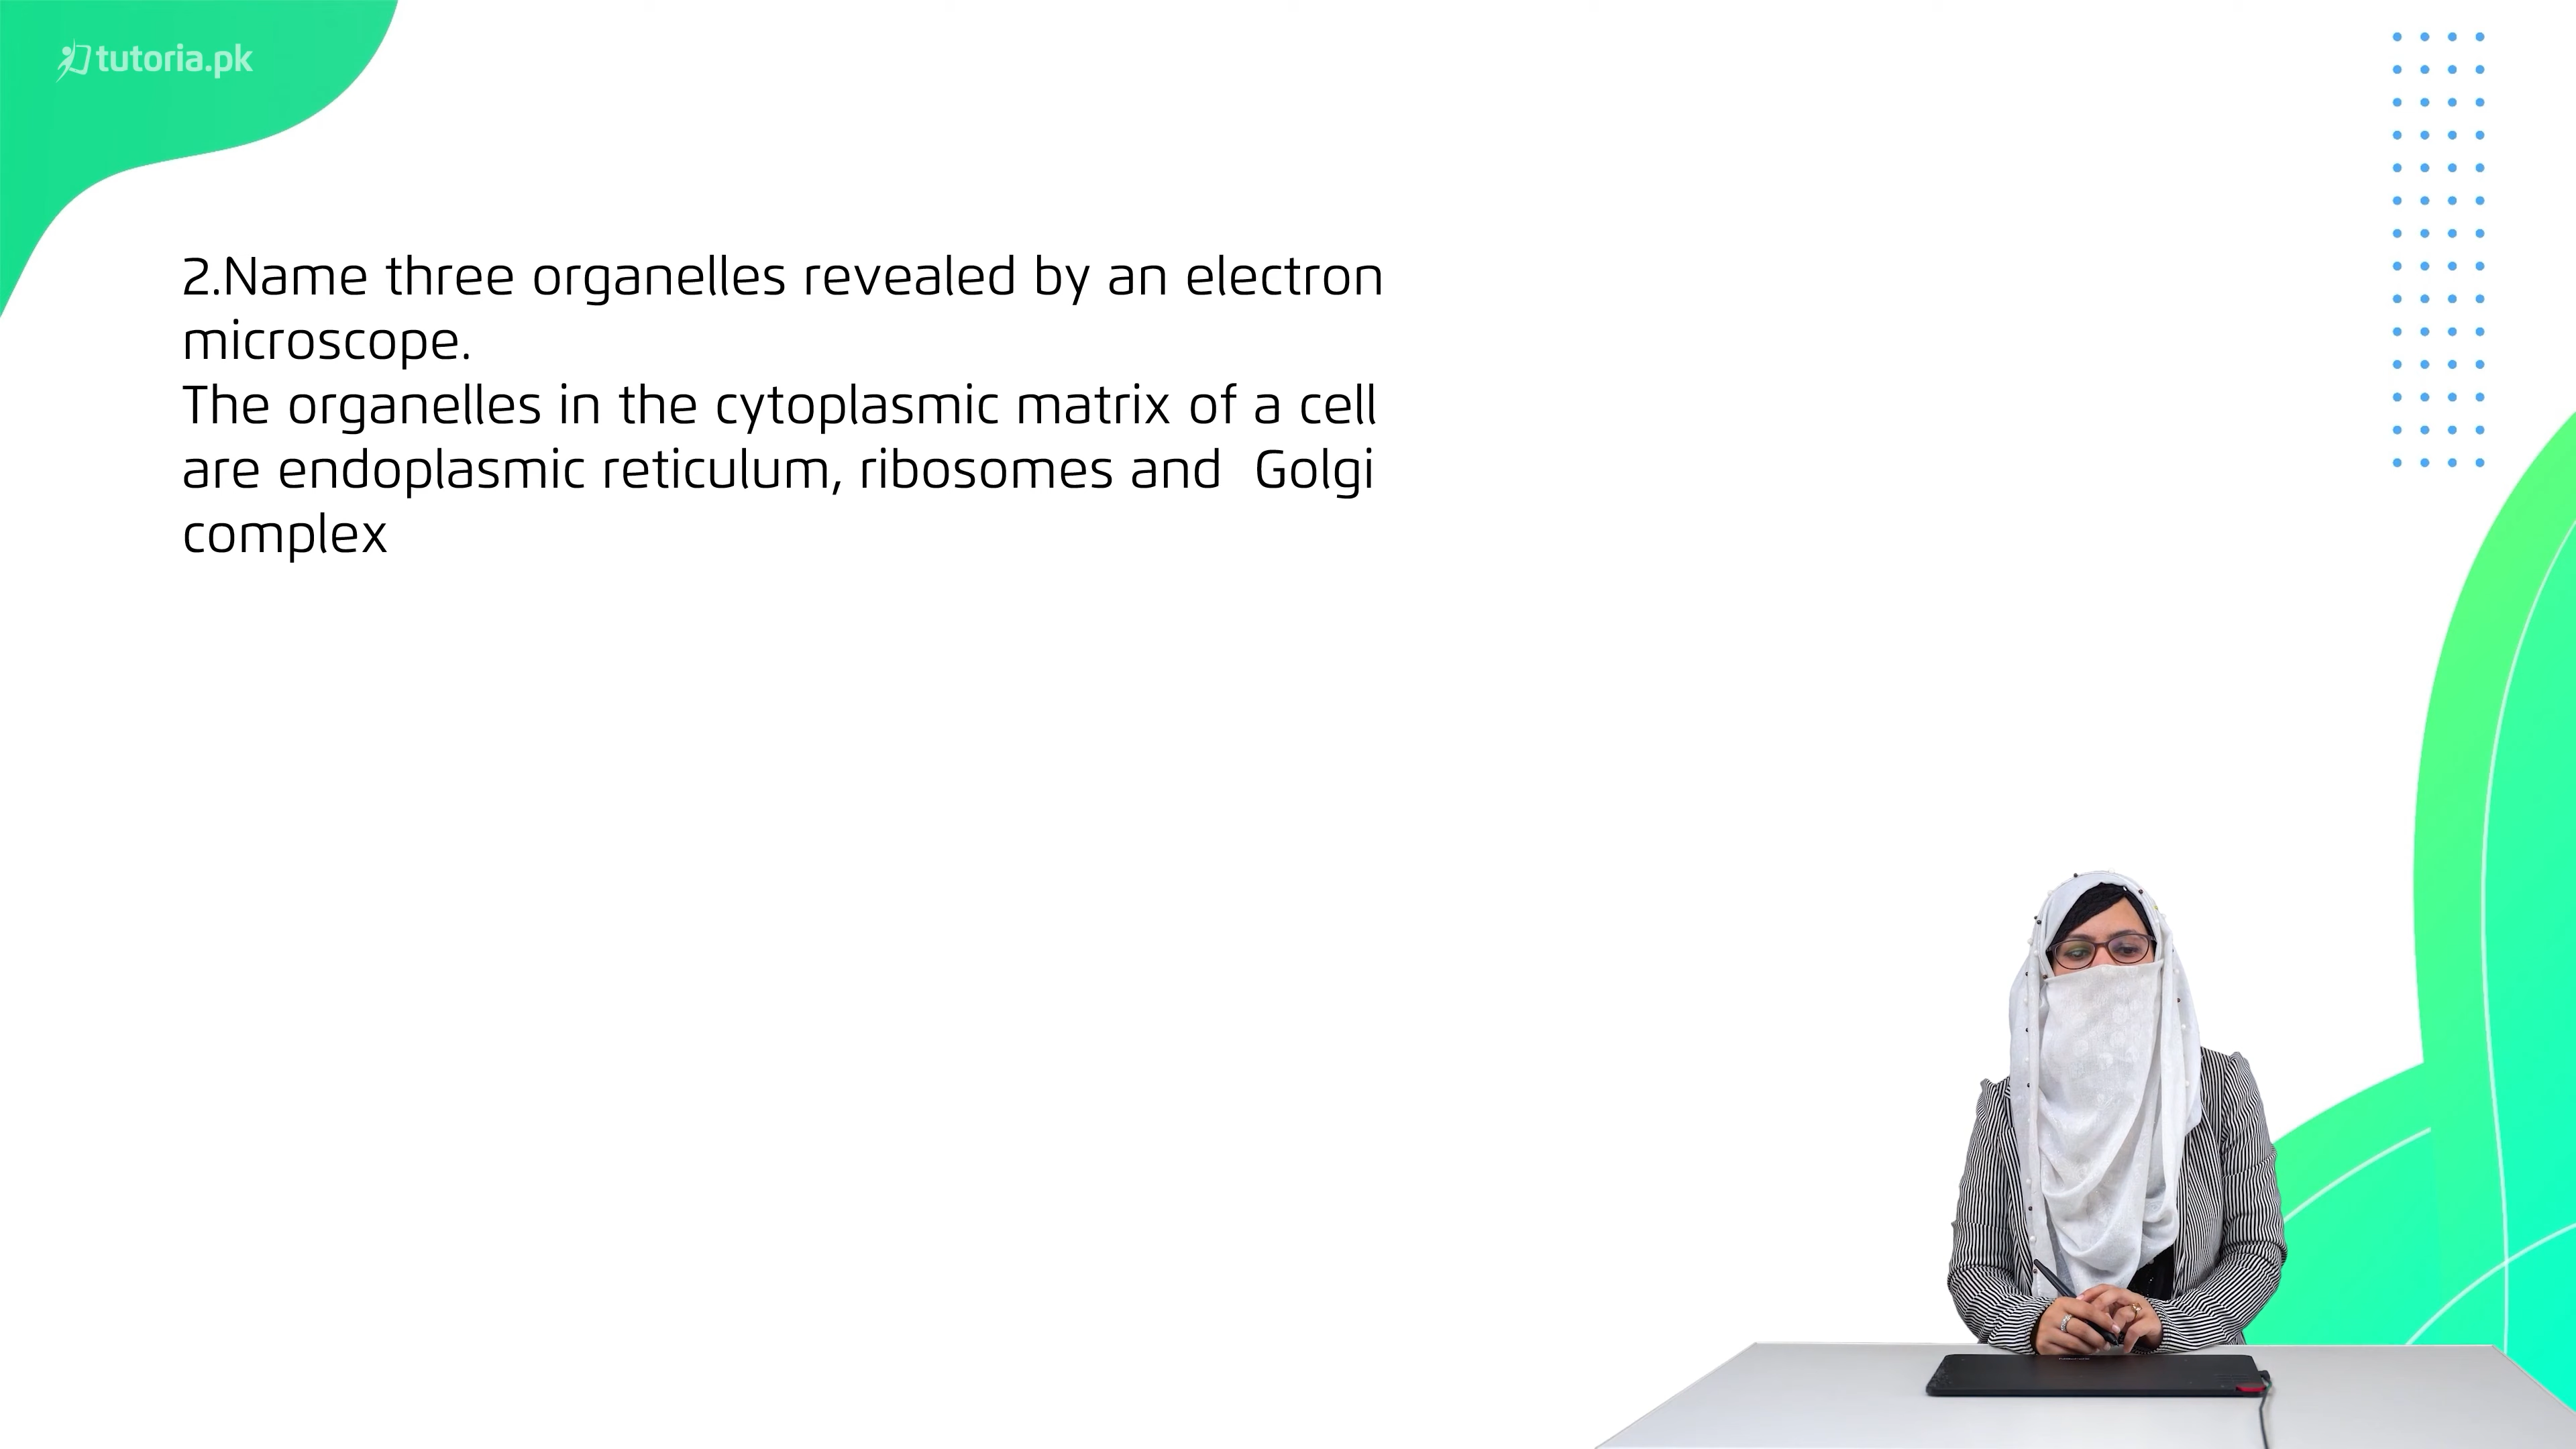 tutoria.pk
2.Name three organelles revealed by an electron
microscope.
The organelles in the cytoplasmic matrix of a cell
are endoplasmic reticulum, ribosomes and  Golgi
complex